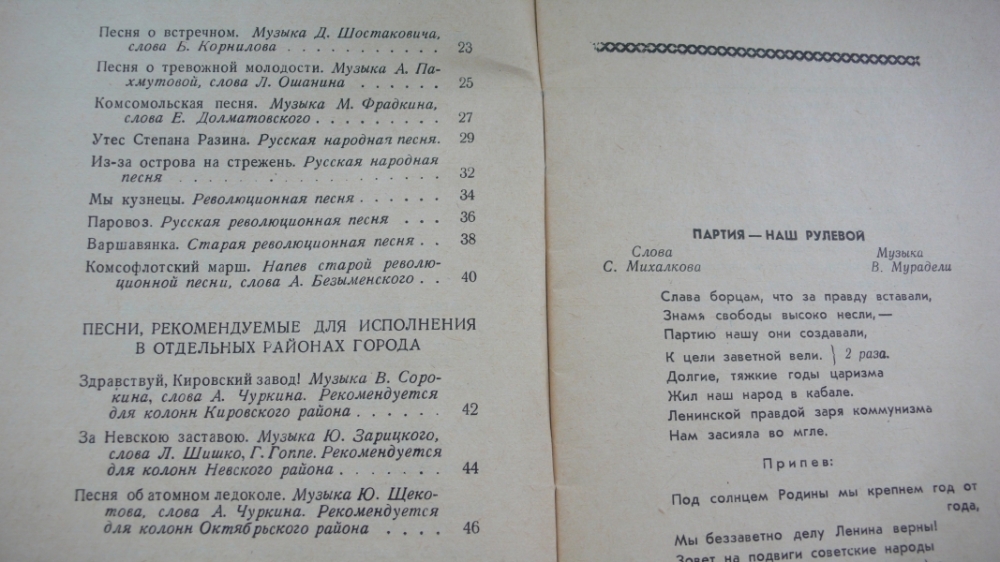 Песня о встречном. Музыка Д. Шостаковича,
слова Б. Корнилова . . . . . . . . . . . 23
Песня о тревожной молодости. Музыка А. Па-
хмутовой, слова Л. Ошанина . . . . . . 25
Комсомольская песня. Музыка М. Фрадкина,
слова Е. Долматовского . . . . . . . . . 27
Утес Степана Разина. Русская народная песня. 29
Из-за острова на стрежень. Русская народная
песня . . . . . . . . . . . . . . . . 32
Мы кузнецы. Революционная песня . . . . . . 34
Паровоз. Русская революционная песня . . . 36
Варшавянка. Старая революционная песня . . 38
Комсофлотский марш. Напев старой револю-
ционной песни, слова А. Безыменского . . 40
ПЕСНИ, РЕКОМЕНДУЕМЫЕ ДЛЯ ИСПОЛНЕНИЯ
В ОТДЕЛЬНЫХ РАЙОНАХ ГОРОДА
Здравствуй, Кировский завод! Музыка В. Соро-
кина, слова А. Чуркина. Рекомендуется
для колонн Кировского района . . . . . . 42
За Невскою заставою. Музыка Ю. Зарицкого,
слова Л. Шишко, Г. Гоппе. Рекомендуется
для колонн Невского района . . . . . . . 44
Песня об атомном ледоколе. Музыка Ю. Щеко-
това, слова А. Чуркина. Рекомендуется
для колонн Октябрьского района . . . . 46
ПАРТИЯ — НАШ РУЛЕВОЙ
Слова Музыка
С. Михалкова В. Мурадели
Слава борцам, что за правду вставали,
Знамя свободы высоко несли, —
Партию нашу они создавали,
К цели заветной вели. } 2 раза.
Долгие, тяжкие годы царизма
Жил наш народ в кабале.
Ленинской правдой заря коммунизма
Нам засияла во мгле.
Припев:
Под солнцем Родины мы крепнем год от
года,
Мы беззаветно делу Ленина верны!
Зовет на подвиги советские народы